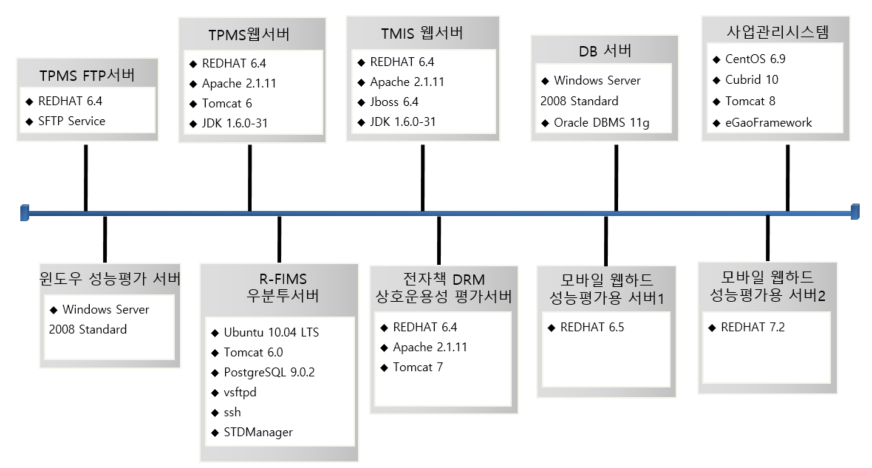 TPMS FTP서버
◆ REDHAT 6.4
◆ SFTP Service
TPMS웹서버
◆ REDHAT 6.4
◆ Apache 2.1.11
◆ Tomcat 6
◆ JDK 1.6.0-31
TMIS 웹서버
◆ REDHAT 6.4
◆ Apache 2.1.11
◆ Jboss 6.4
◆ JDK 1.6.0-31
DB 서버
◆ Windows Server
2008 Standard
◆ Oracle DBMS 11g
사업관리시스템
◆ CentOS 6.9
◆ Cubrid 10
◆ Tomcat 8
◆ eGaoFramework
윈도우 성능평가 서버
◆ Windows Server
2008 Standard
R-FIMS
우분투서버
◆ Ubuntu 10.04 LTS
◆ Tomcat 6.0
◆ PostgreSQL 9.0.2
◆ vsftpd
◆ ssh
◆ STDManager
전자책 DRM
상호운용성 평가서버
◆ REDHAT 6.4
◆ Apache 2.1.11
◆ Tomcat 7
모바일 웹하드
성능평가용 서버1
◆ REDHAT 6.5
모바일 웹하드
성능평가용 서버2
◆ REDHAT 7.2